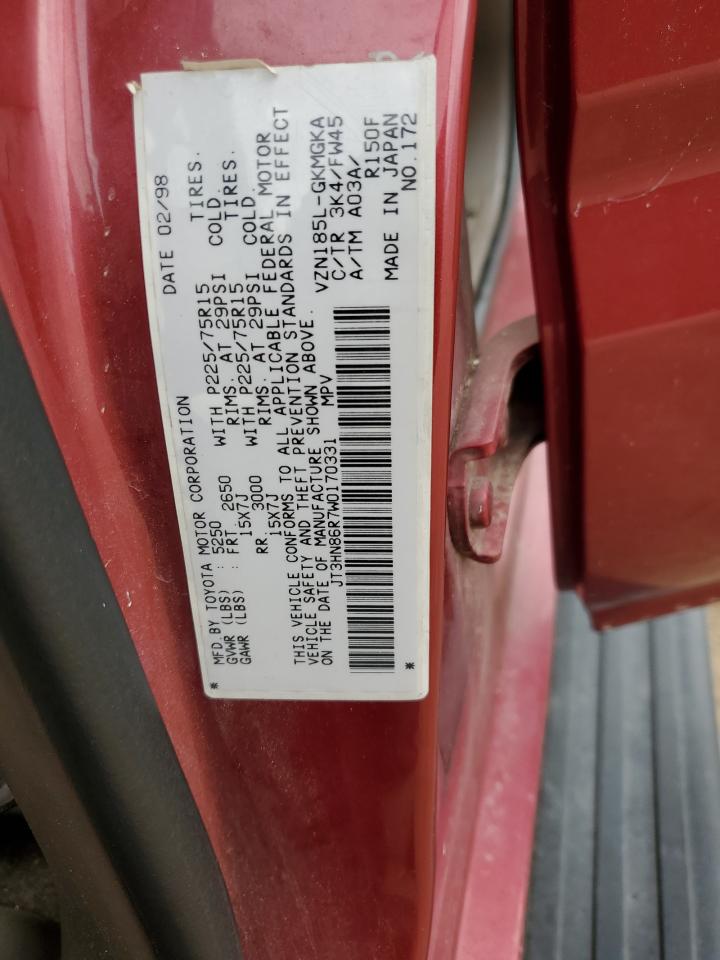 * MFD. BY TOYOTA MOTOR CORPORATION DATE 02/98
GVWR (LBS) : 5250
GAWR (LBS) : FRT. 2650 WITH P225/75R15 TIRES.
15X7J RIMS. AT 29PSI COLD.
RR. 3000 WITH P225/75R15 TIRES.
15X7J RIMS. AT 29PSI COLD.
THIS VEHICLE CONFORMS TO ALL APPLICABLE FEDERAL MOTOR
VEHICLE SAFETY AND THEFT PREVENTION STANDARDS IN EFFECT
ON THE DATE OF MANUFACTURE SHOWN ABOVE.
JT3HN86R7W0170331 MPV
VZN185L-GKMGKA
C/TR 3K4/FW45
A/TM A03A/
R150F
MADE IN JAPAN
* NO.172